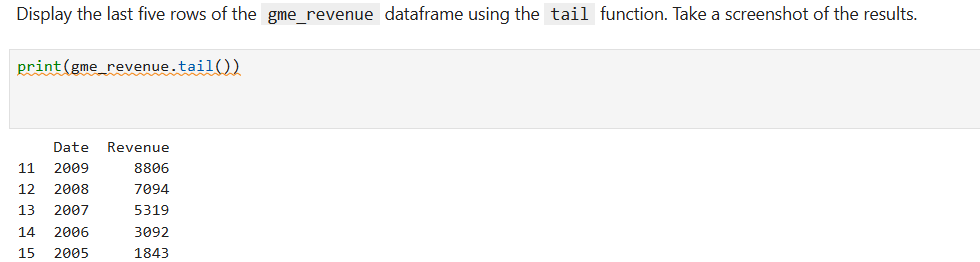 Display the last five rows of the gme_revenue dataframe using the tail function. Take a screenshot of the results.
print(gme_revenue.tail())
Date Revenue
11 2009 8806
12 2008 7094
13 2007 5319
14 2006 3092
15 2005 1843